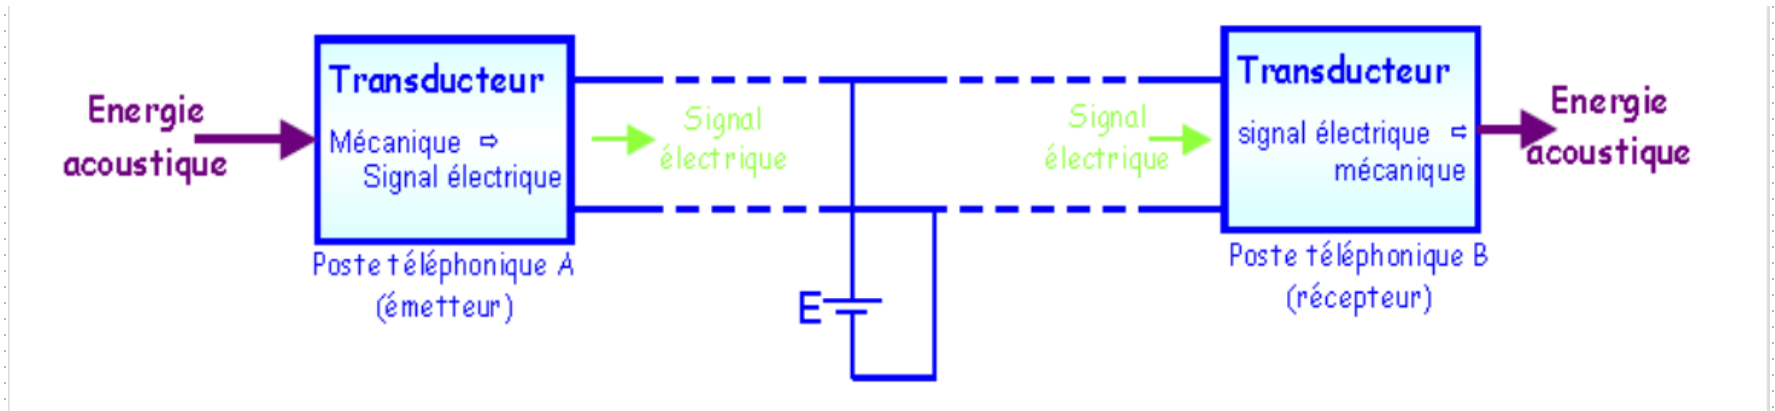 Energie
acoustique
Transducteur
Mécanique ⇨
Signal électrique
Poste téléphonique A
(émetteur)
Signal
électrique
E
Signal
électrique
Transducteur
signal électrique ⇨
mécanique
Poste téléphonique B
(récepteur)
Energie
acoustique